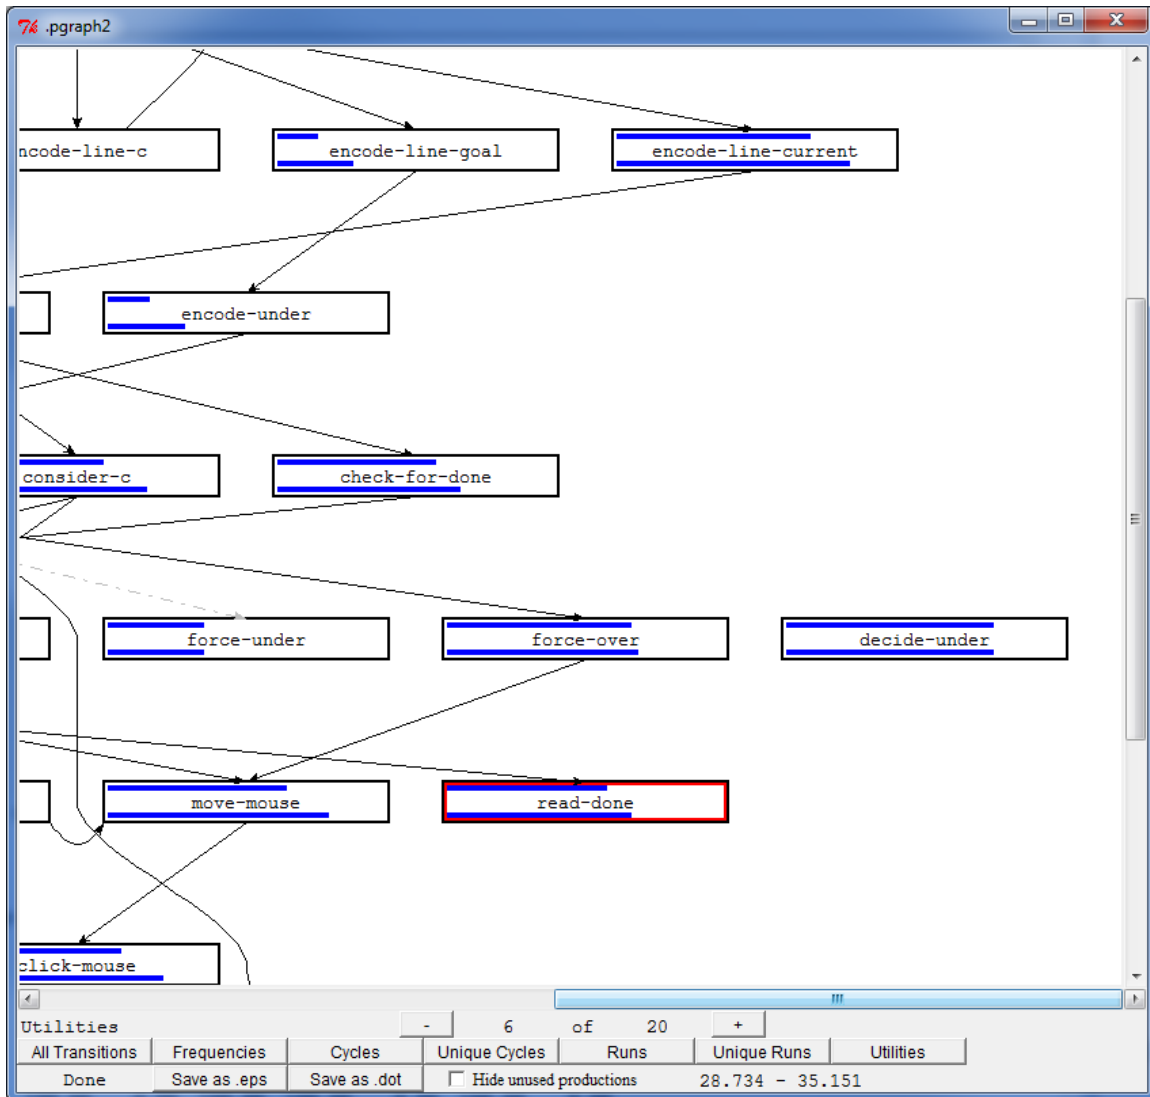 Tk .pgraph2
ncode-line-c encode-line-goal encode-line-current
encode-under
consider-c check-for-done
force-under force-over decide-under
move-mouse read-done
click-mouse
Utilities - 6 of 20 +
All Transitions Frequencies Cycles Unique Cycles Runs Unique Runs Utilities
Done Save as .eps Save as .dot Hide unused productions 28.734 - 35.151